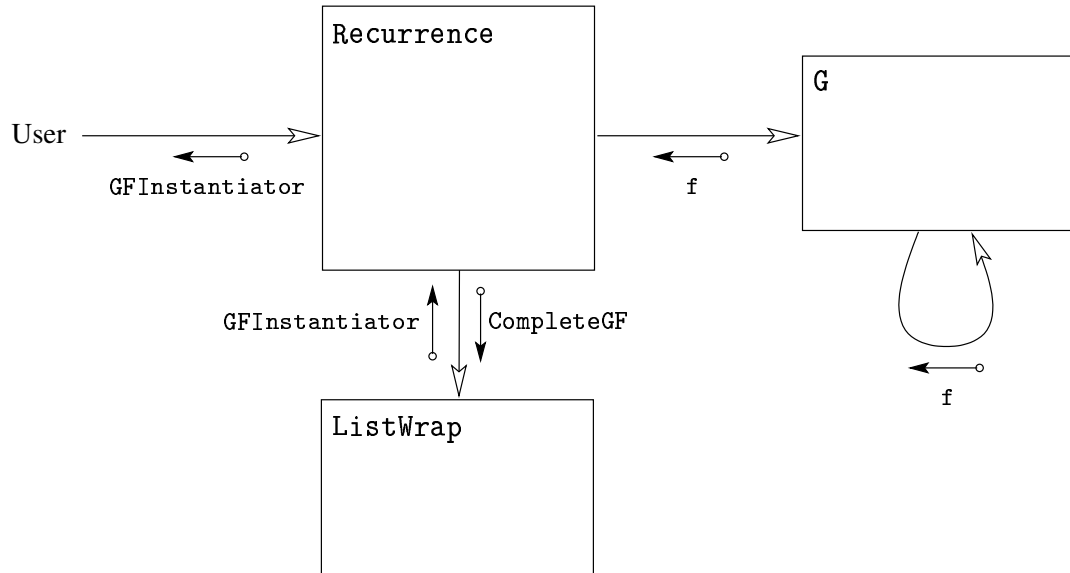 Recurrence
G
User
GFInstantiator
f
GFInstantiator
CompleteGF
f
ListWrap